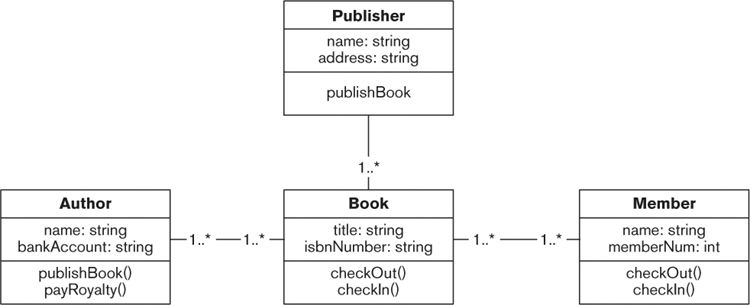 Publisher
name: string
address: string
publishBook
1..*
Author
name: string
bankAccount: string
publishBook()
payRoyalty()
1..*
1..*
Book
title: string
isbnNumber: string
checkOut()
checkIn()
1..*
1..*
Member
name: string
memberNum: int
checkOut()
checkIn()